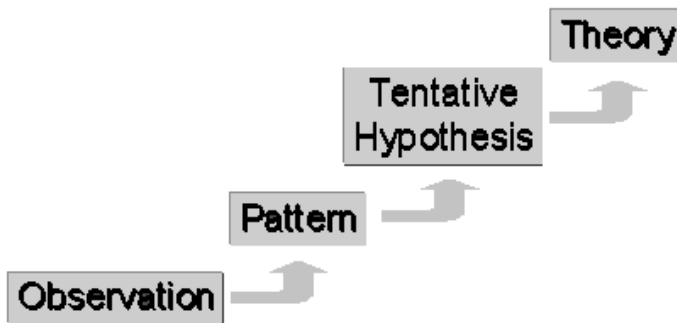 Theory
Tentative
Hypothesis
Pattern
Observation